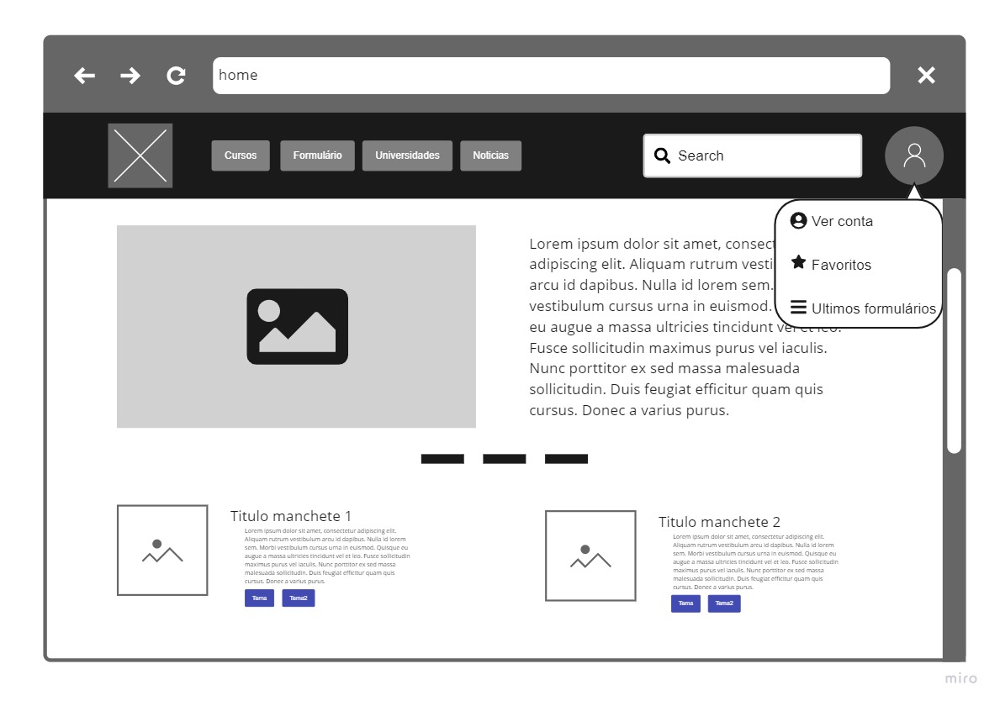 home
Cursos
Formulário
Universidades
Noticias
Search
Ver conta
Favoritos
Ultimos formulários
Lorem ipsum dolor sit amet, consect
adipiscing elit. Aliquam rutrum vesti
arcu id dapibus. Nulla id lorem sem.
vestibulum cursus urna in euismod.
eu augue a massa ultricies tincidunt vel et leo.
Fusce sollicitudin maximus purus vel iaculis.
Nunc porttitor ex sed massa malesuada
sollicitudin. Duis feugiat efficitur quam quis
cursus. Donec a varius purus.
Titulo manchete 1
Lorem ipsum dolor sit amet, consectetur adipiscing elit.
Aliquam rutrum vestibulum arcu id dapibus. Nulla id lorem
sem. Morbi vestibulum cursus urna in euismod. Quisque eu
augue a massa ultricies tincidunt vel et leo. Fusce sollicitudin
maximus purus vel iaculis. Nunc porttitor ex sed massa
malesuada sollicitudin. Duis feugiat efficitur quam quis
cursus. Donec a varius purus.
Tema
Tema2
Titulo manchete 2
Lorem ipsum dolor sit amet, consectetur adipiscing elit.
Aliquam rutrum vestibulum arcu id dapibus. Nulla id lorem
sem. Morbi vestibulum cursus urna in euismod. Quisque eu
augue a massa ultricies tincidunt vel et leo. Fusce sollicitudin
maximus purus vel iaculis. Nunc porttitor ex sed massa
malesuada sollicitudin. Duis feugiat efficitur quam quis
cursus. Donec a varius purus.
Tema
Tema2
miro